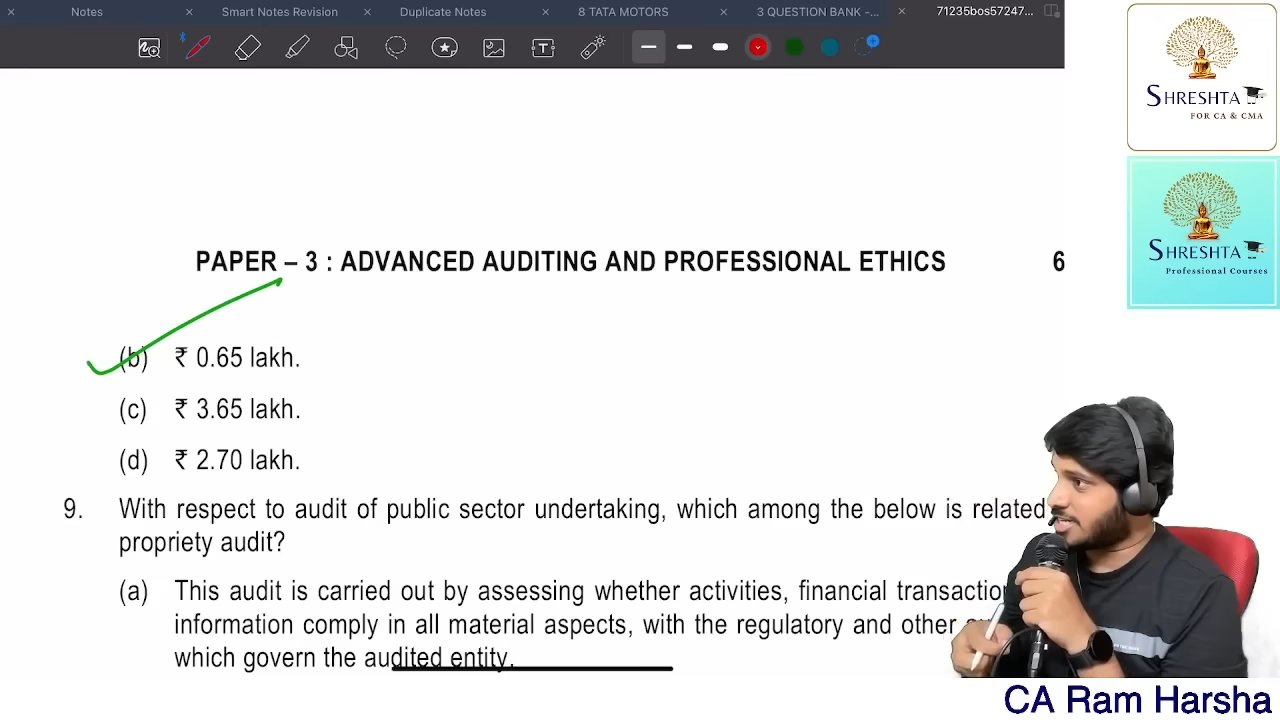 Notes
Smart Notes Revision
Duplicate Notes
8 TATA MOTORS
3 QUESTION BANK -...
71235bos57247...
SHRESHTA
FOR CA & CMA
SHRESHTA
Professional Courses
PAPER – 3 : ADVANCED AUDITING AND PROFESSIONAL ETHICS 6
(b) ₹ 0.65 lakh.
(c) ₹ 3.65 lakh.
(d) ₹ 2.70 lakh.
9. With respect to audit of public sector undertaking, which among the below is related
propriety audit?
(a) This audit is carried out by assessing whether activities, financial
information comply in all material aspects, with the regulatory and other
which govern the audited entity.
CA Ram Harsha